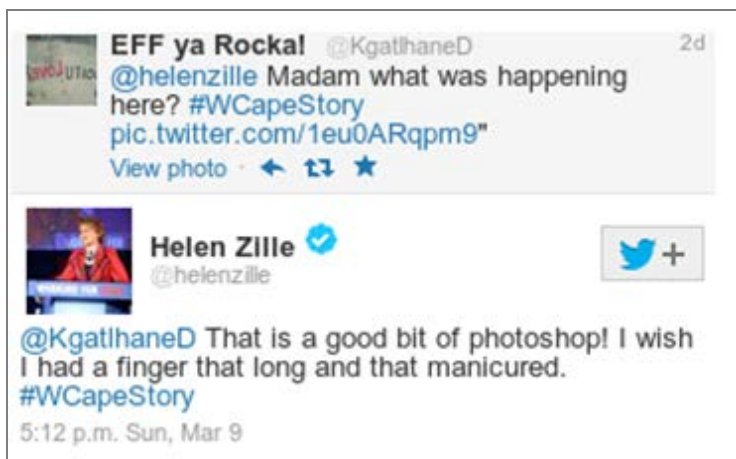 EFF ya Rocka! @KgatlhaneD 2d
@helenzille Madam what was happening
here? #WCapeStory
pic.twitter.com/1eu0ARqpm9"
View photo ·
Helen Zille
@helenzille
+
@KgatlhaneD That is a good bit of photoshop! I wish
I had a finger that long and that manicured.
#WCapeStory
5:12 p.m. Sun, Mar 9